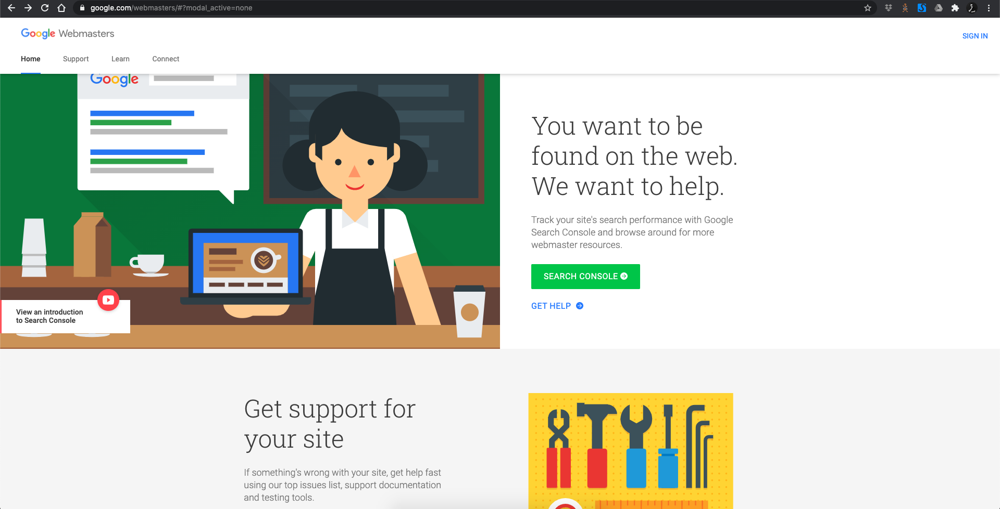 google.com/webmasters/#?modal_active=none
Google Webmasters
SIGN IN
Home Support Learn Connect
Google
You want to be
found on the web.
We want to help.
Track your site's search performance with Google
Search Console and browse around for more
webmaster resources.
SEARCH CONSOLE
GET HELP
View an introduction
to Search Console
Get support for
your site
If something's wrong with your site, get help fast
using our top issues list, support documentation
and testing tools.